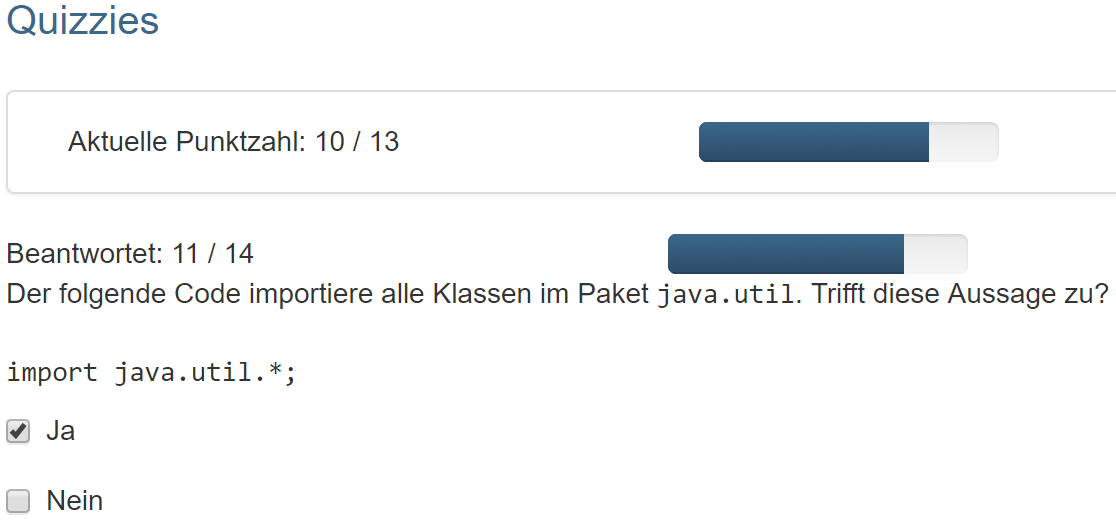 Quizzies
Aktuelle Punktzahl: 10 / 13
Beantwortet: 11 / 14
Der folgende Code importiere alle Klassen im Paket java.util. Trifft diese Aussage zu?
import java.util.*;
Ja
Nein